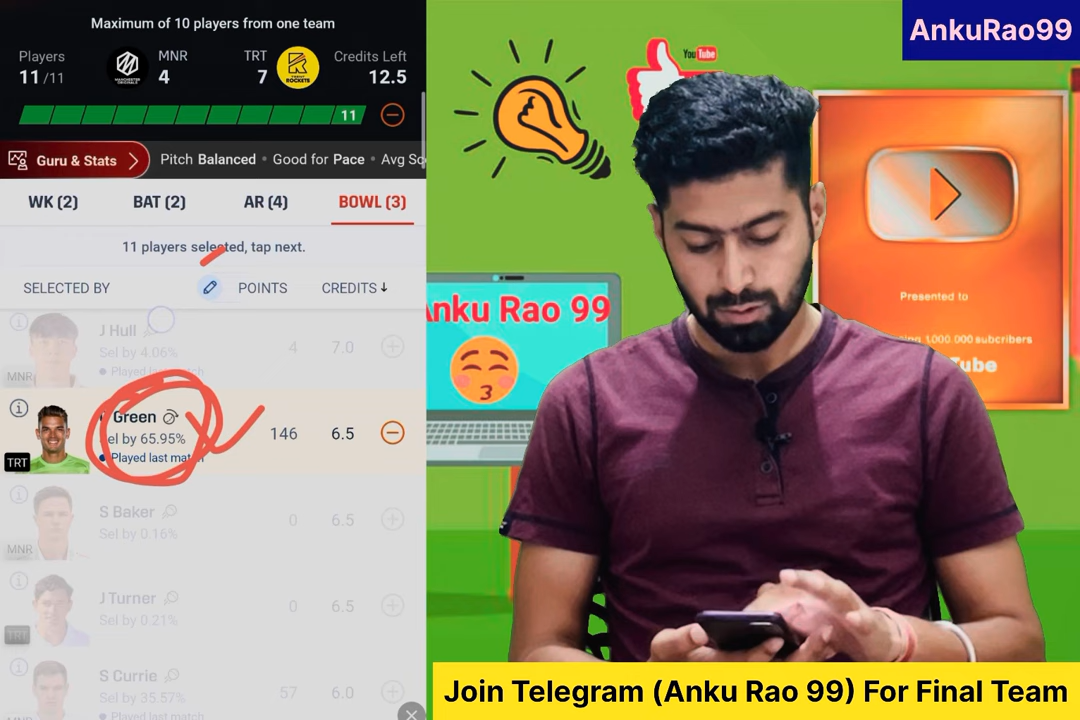 Maximum of 10 players from one team
Players MNR TRT Credits Left
11 /11 4 7 12.5
11
Guru & Stats Pitch Balanced • Good for Pace • Avg
WK (2) BAT (2) AR (4) BOWL (3)
11 players selected, tap next.
SELECTED BY POINTS CREDITS
J Hull
Sel by 4.06% 4 7.0
MNR Played last match
Green
Sel by 65.95% 146 6.5
TRT Played last match
S Baker
Sel by 0.16% 0 6.5
MNR
J Turner
Sel by 0.21% 0 6.5
TRT
S Currie
Sel by 35.57% 57 6.0
MNR Played last match
AnkuRao99
YouTube
Anku Rao 99
Presented to
1,000,000 subcribers
Tube
Join Telegram (Anku Rao 99) For Final Team